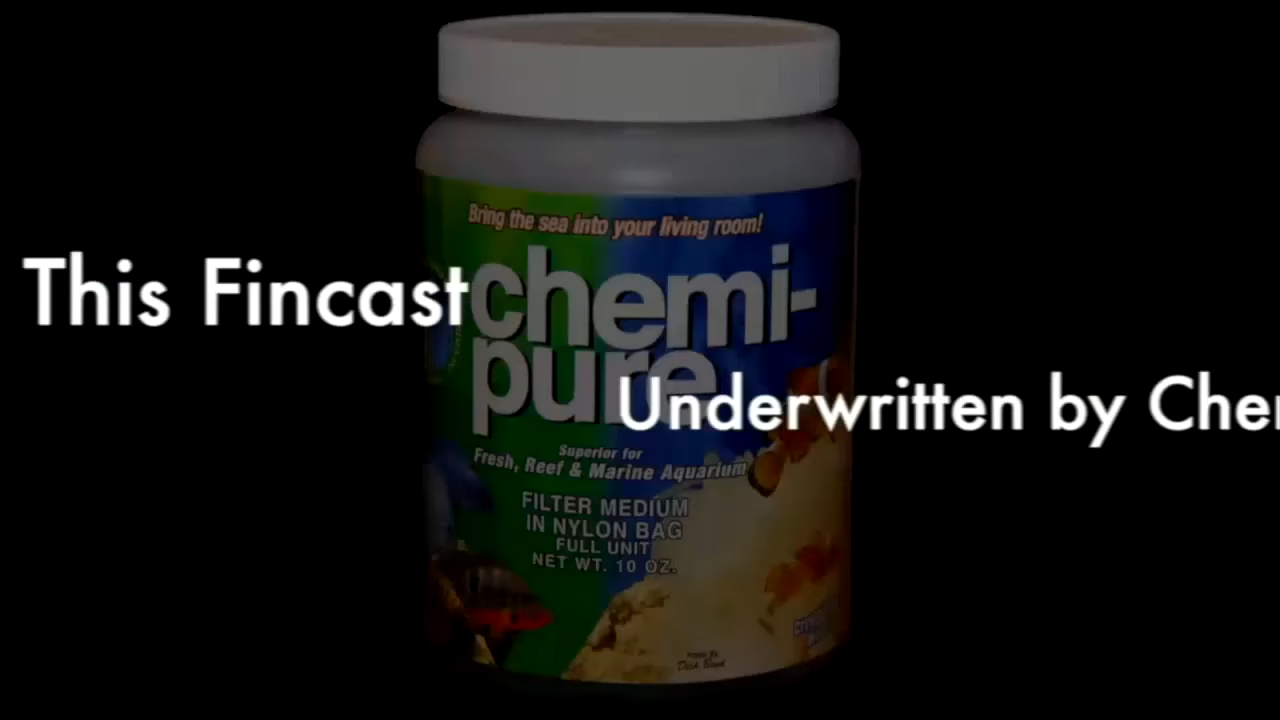 Bring the sea into your living room!
This Fincast
chemi-
pure
Underwritten by Che
Superior for
Fresh, Reef & Marine Aquarium
FILTER MEDIUM
IN NYLON BAG
FULL UNIT
NET WT. 10 OZ.